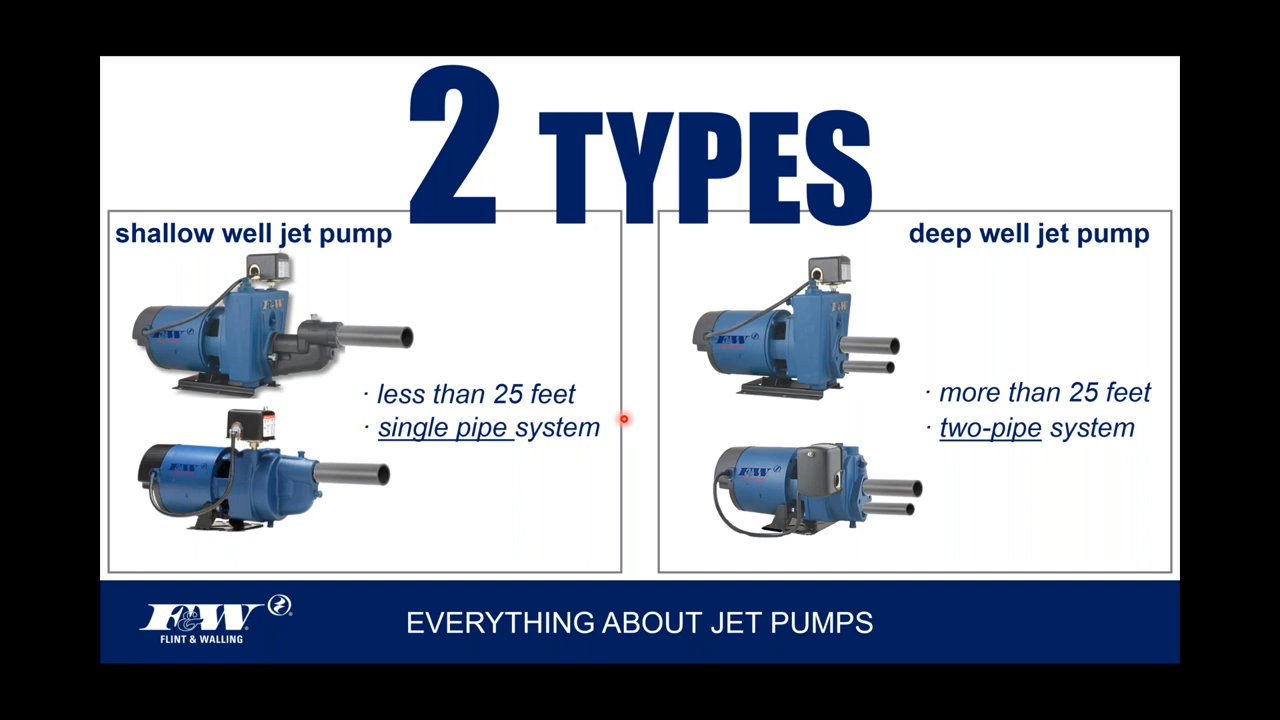 2 TYPES
shallow well jet pump
· less than 25 feet
· single pipe system
deep well jet pump
· more than 25 feet
· two-pipe system
F&W
FLINT & WALLING
EVERYTHING ABOUT JET PUMPS
F&W
F&W
F&W
F&W
F&W
F&W